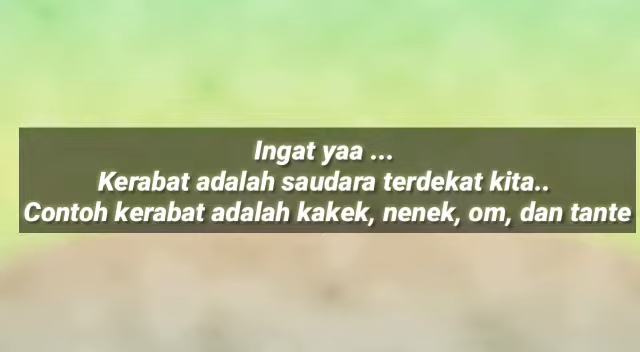 Ingat yaa ...
Kerabat adalah saudara terdekat kita..
Contoh kerabat adalah kakek, nenek, om, dan tante